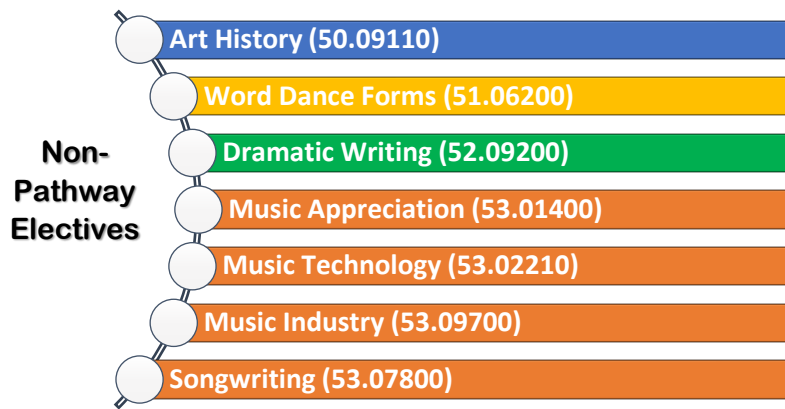 Non-
Pathway
Electives
Art History (50.09110)
Word Dance Forms (51.06200)
Dramatic Writing (52.09200)
Music Appreciation (53.01400)
Music Technology (53.02210)
Music Industry (53.09700)
Songwriting (53.07800)